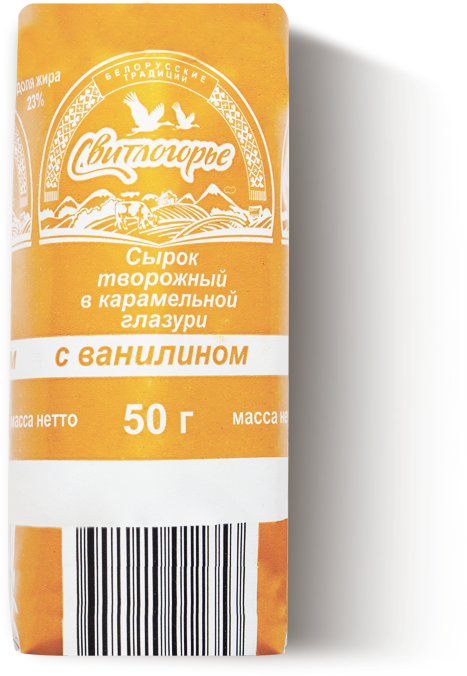 доля жира
23%
БЕЛОРУССКИЕ
ТРАДИЦИИ
Свитлогорье
Сырок
творожный
в карамельной
глазури
с ванилином
масса нетто 50 г масса не